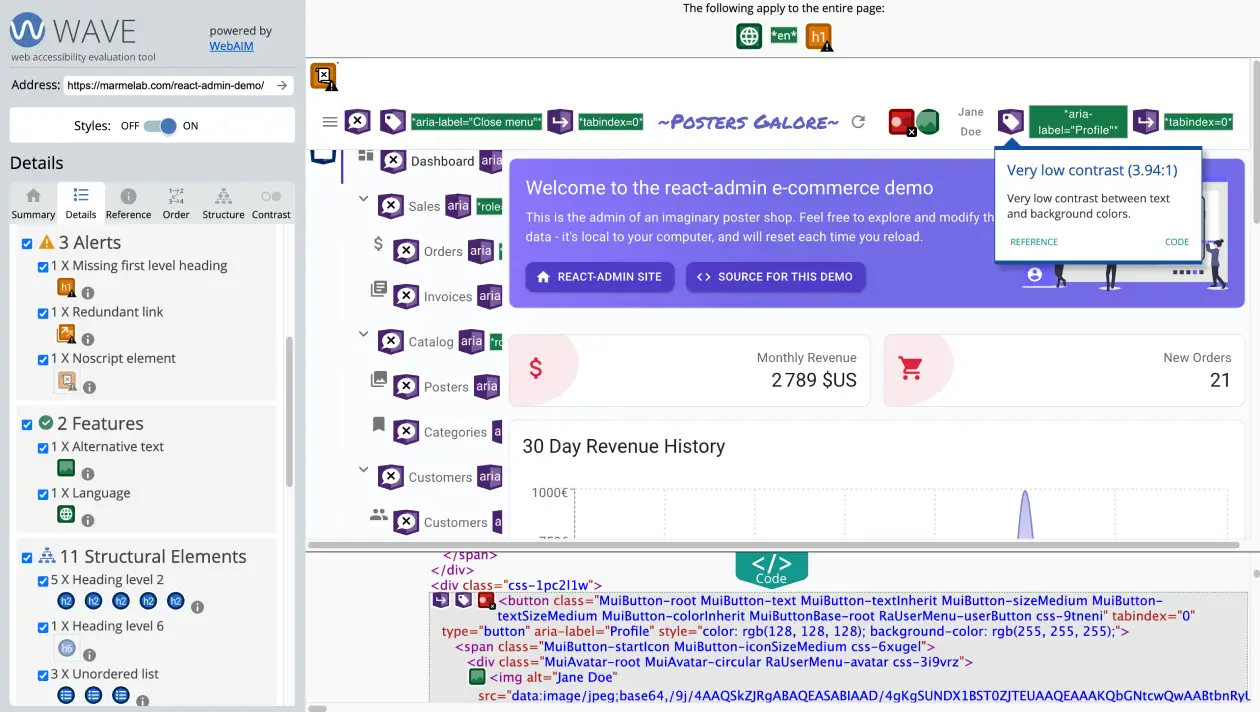 WAVE
web accessibility evaluation tool
powered by
WebAIM
Address: https://marmelab.com/react-admin-demo/
Styles: OFF ON
Details
Summary Details Reference Order Structure Contrast
3 Alerts
1 X Missing first level heading
h1
1 X Redundant link
1 X Noscript element
2 Features
1 X Alternative text
1 X Language
11 Structural Elements
5 X Heading level 2
h2 h2 h2 h2 h2
1 X Heading level 6
h6
3 X Unordered list
The following apply to the entire page:
*en* h1
*aria-label="Close menu"* *tabindex=0* ~Posters Galore~ Jane Doe *aria-label="Profile"* *tabindex=0*
Dashboard aria
Sales aria *role=
Orders aria
Invoices aria
Catalog aria *ro
Posters aria
Categories a
Customers aria
Customers a
Welcome to the react-admin e-commerce demo
This is the admin of an imaginary poster shop. Feel free to explore and modify th
data - it's local to your computer, and will reset each time you reload.
REACT-ADMIN SITE SOURCE FOR THIS DEMO
Very low contrast (3.94:1)
Very low contrast between text
and background colors.
REFERENCE CODE
$ Monthly Revenue
2 789 $US
New Orders
21
30 Day Revenue History
1000€
750€
</> Code
</span>
</div>
<div class="css-1pc2l1w">
<button class="MuiButton-root MuiButton-text MuiButton-textInherit MuiButton-sizeMedium MuiButton-
textSizeMedium MuiButton-colorInherit MuiButtonBase-root RaUserMenu-userButton css-9tneni" tabindex="0"
type="button" aria-label="Profile" style="color: rgb(128, 128, 128); background-color: rgb(255, 255, 255);">
<span class="MuiButton-startIcon MuiButton-iconSizeMedium css-6xugel">
<div class="MuiAvatar-root MuiAvatar-circular RaUserMenu-avatar css-3i9vrz">
<img alt="Jane Doe"
src="data:image/jpeg;base64,/9j/4AAQSkZJRgABAQEASABIAAD/4gKgSUNDX1BST0ZJTEUAAQEAAAKQbGNtcwQwAABtbnRyU